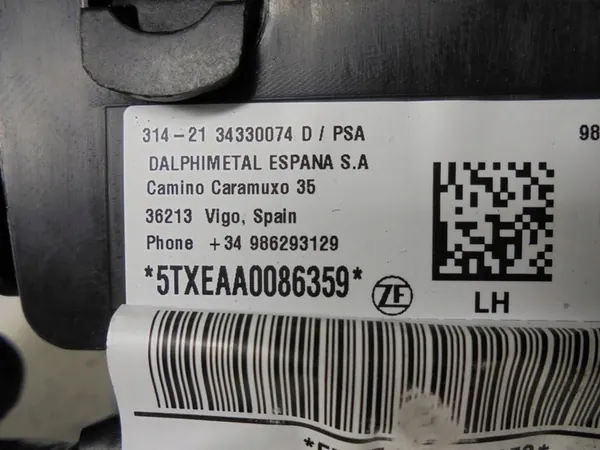 314-21 34330074 D / PSA 98
DALPHIMETAL ESPANA S.A
Camino Caramuxo 35
36213 Vigo, Spain
Phone +34 986293129
*5TXEAA0086359* ZF
LH